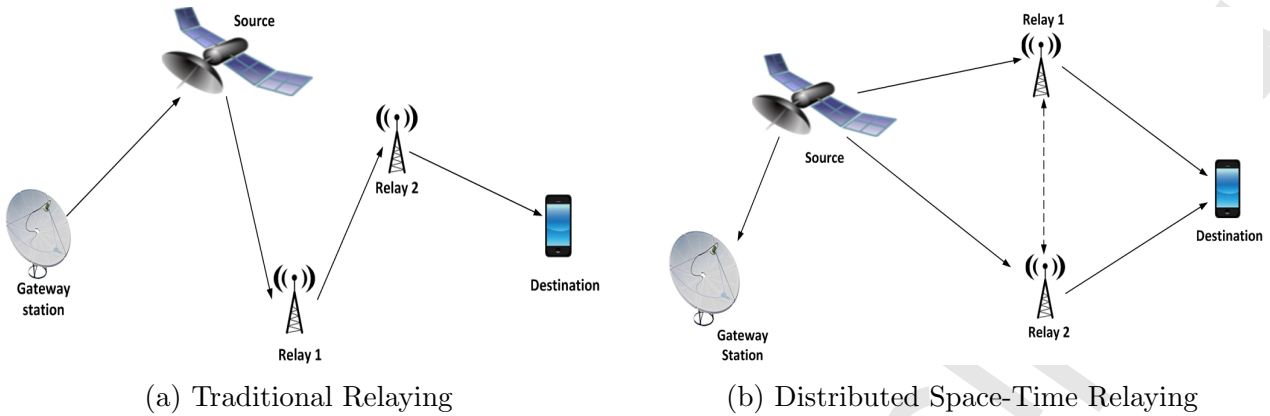 Source
Relay 2
Gateway
station
Destination
Relay 1
(a) Traditional Relaying
Relay 1
Source
Destination
Relay 2
Gateway
Station
(b) Distributed Space-Time Relaying